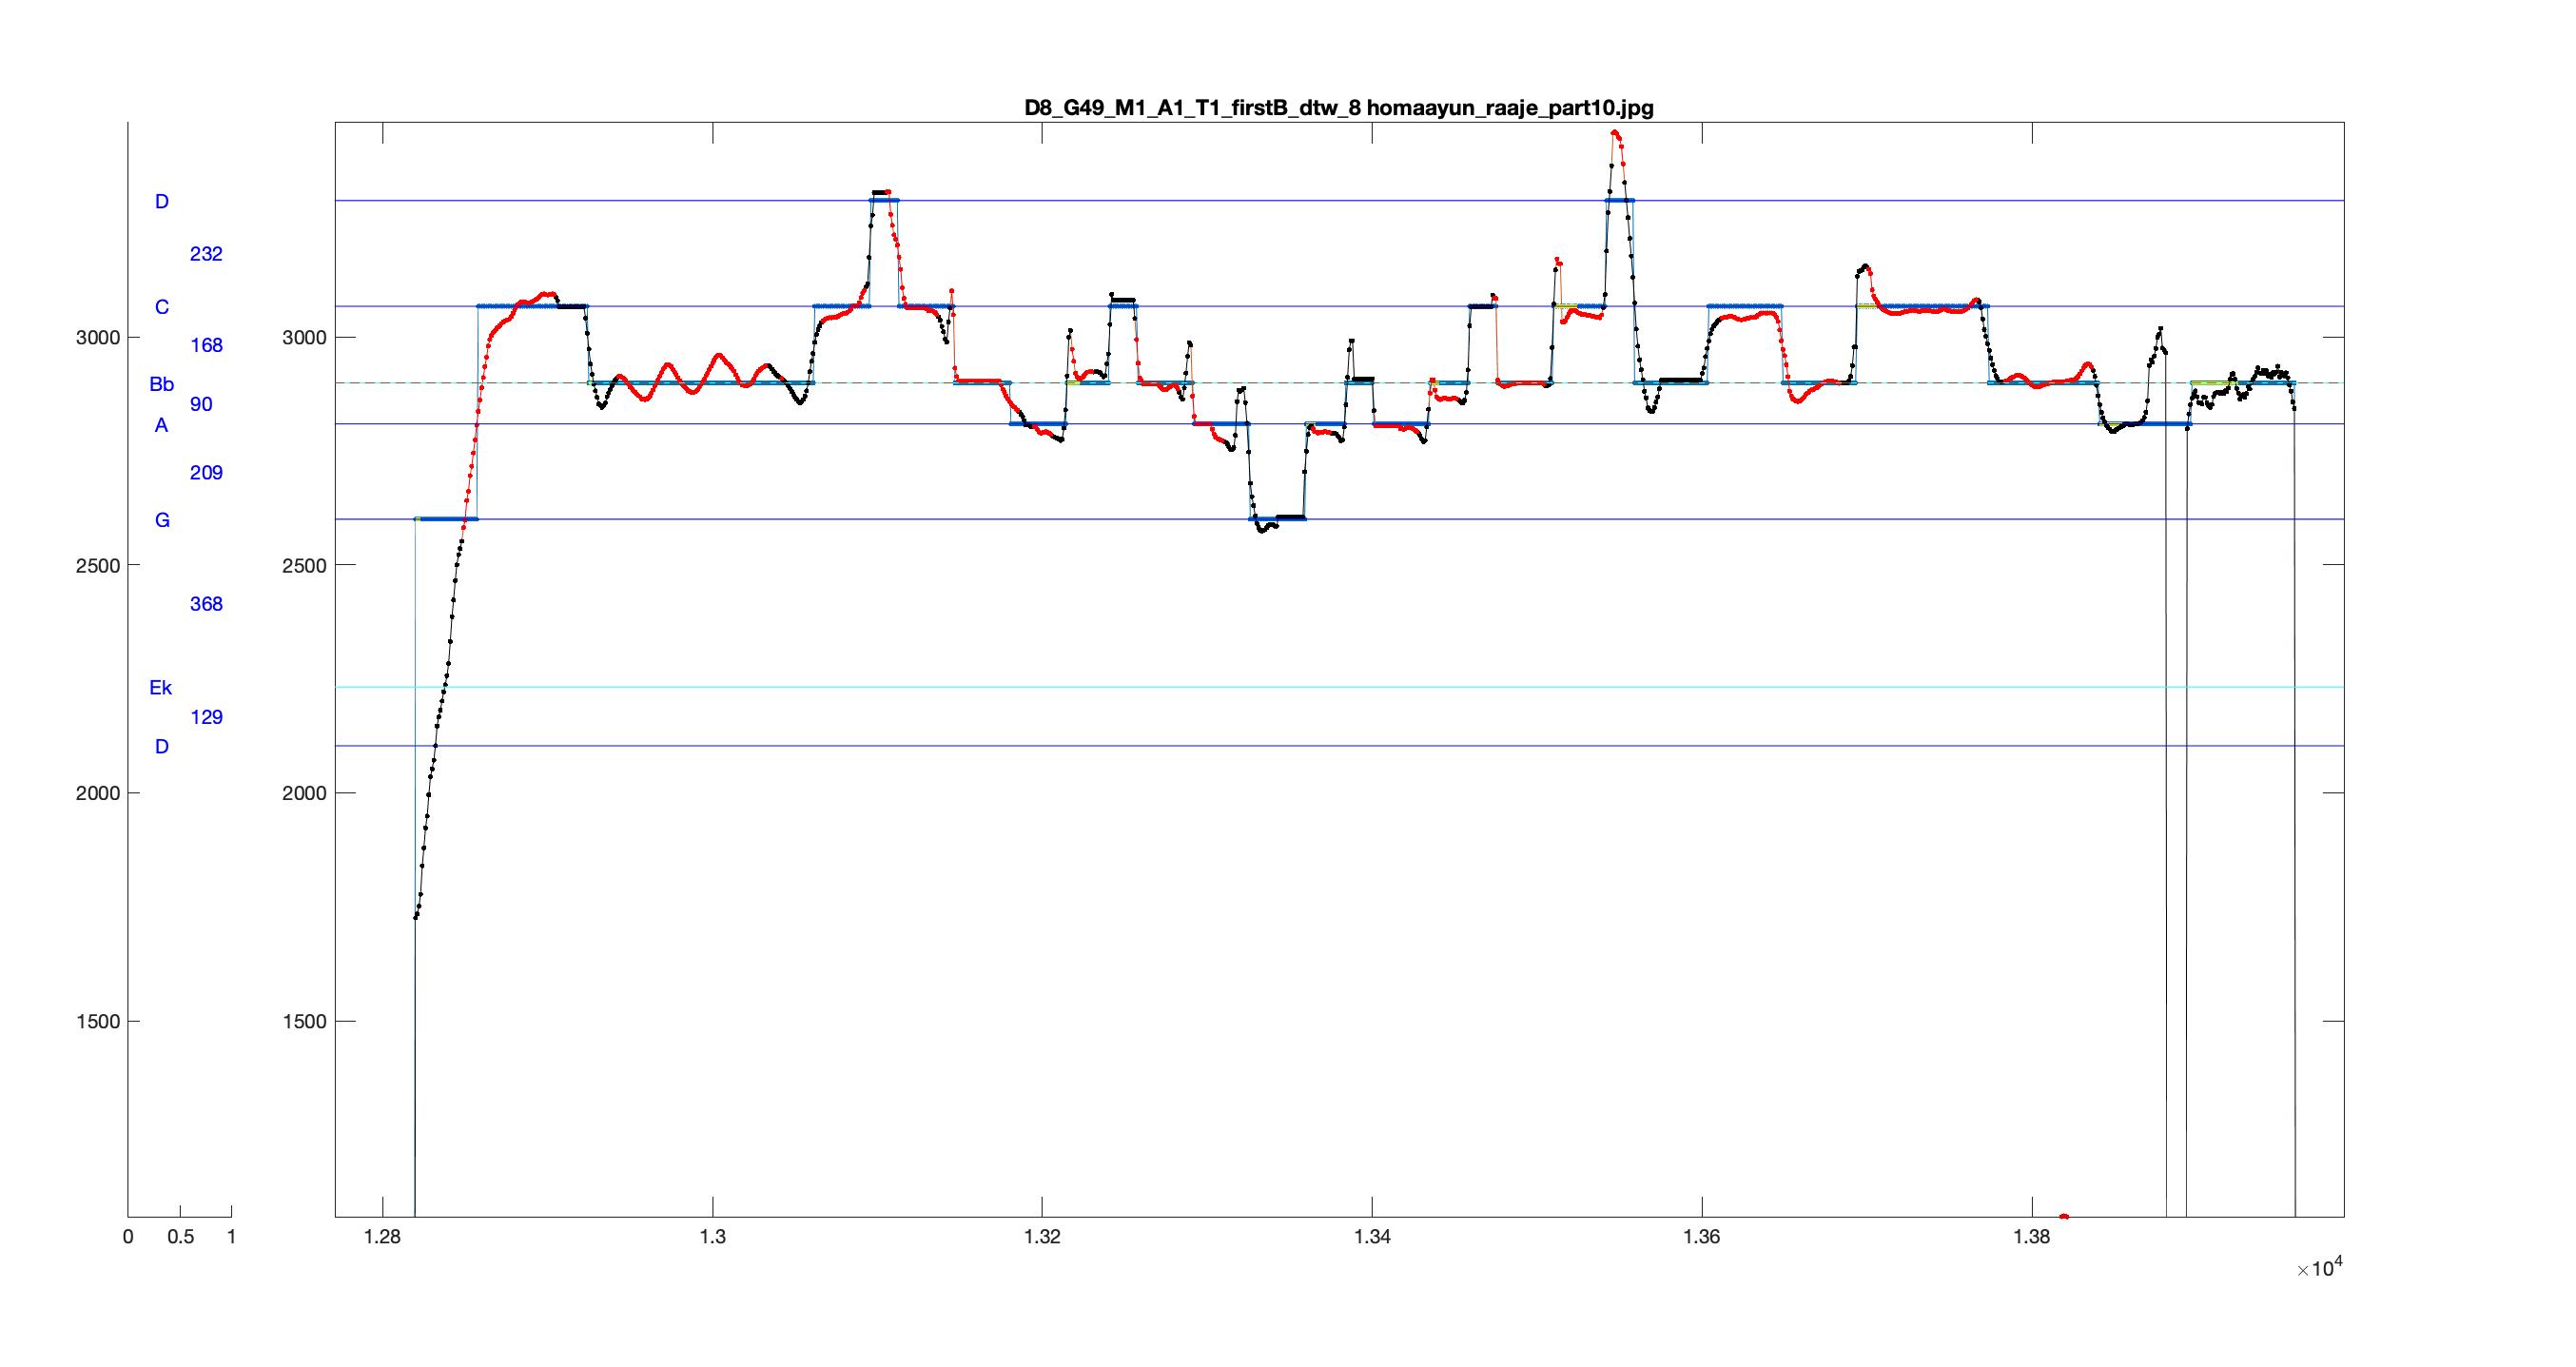 D8_G49_M1_A1_T1_firstB_dtw_8 homaayun_raaje_part10.jpg
D
232
C
3000 168 3000
Bb
90
A
209
G
2500 2500
368
Ek
129
D
2000 2000
1500 1500
0 0.5 1 1.28 1.3 1.32 1.34 1.36 1.38
×10^4